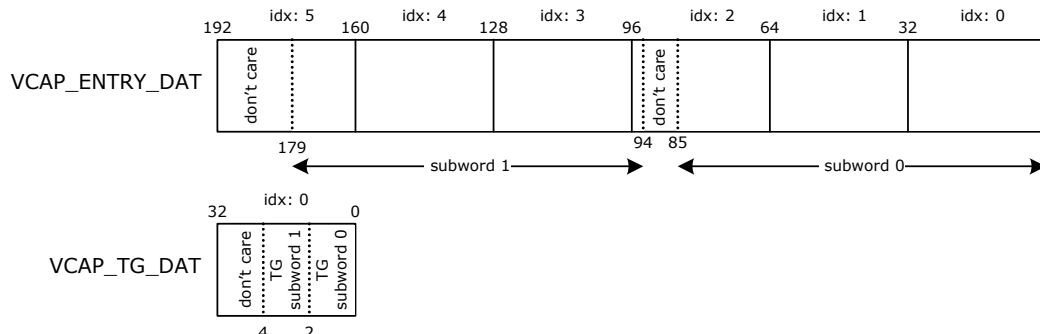 idx: 5 idx: 4 idx: 3 idx: 2 idx: 1 idx: 0
192 160 128 96 64 32
VCAP_ENTRY_DAT don't care don't care
179 94 85
subword 1 subword 0
idx: 0
32 0
VCAP_TG_DAT don't care TG subword 1 TG subword 0
4 2